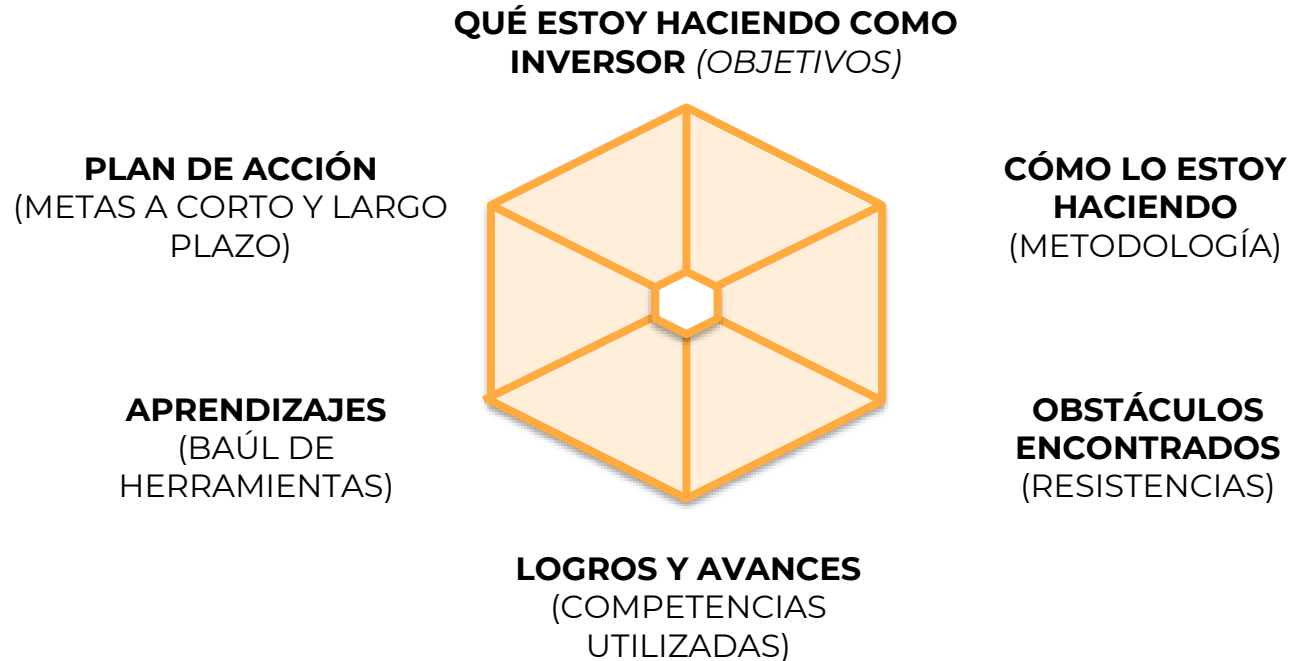 QUÉ ESTOY HACIENDO COMO
INVERSOR (OBJETIVOS)
CÓMO LO ESTOY
HACIENDO
(METODOLOGÍA)
OBSTÁCULOS
ENCONTRADOS
(RESISTENCIAS)
LOGROS Y AVANCES
(COMPETENCIAS
UTILIZADAS)
APRENDIZAJES
(BAÚL DE
HERRAMIENTAS)
PLAN DE ACCIÓN
(METAS A CORTO Y LARGO
PLAZO)